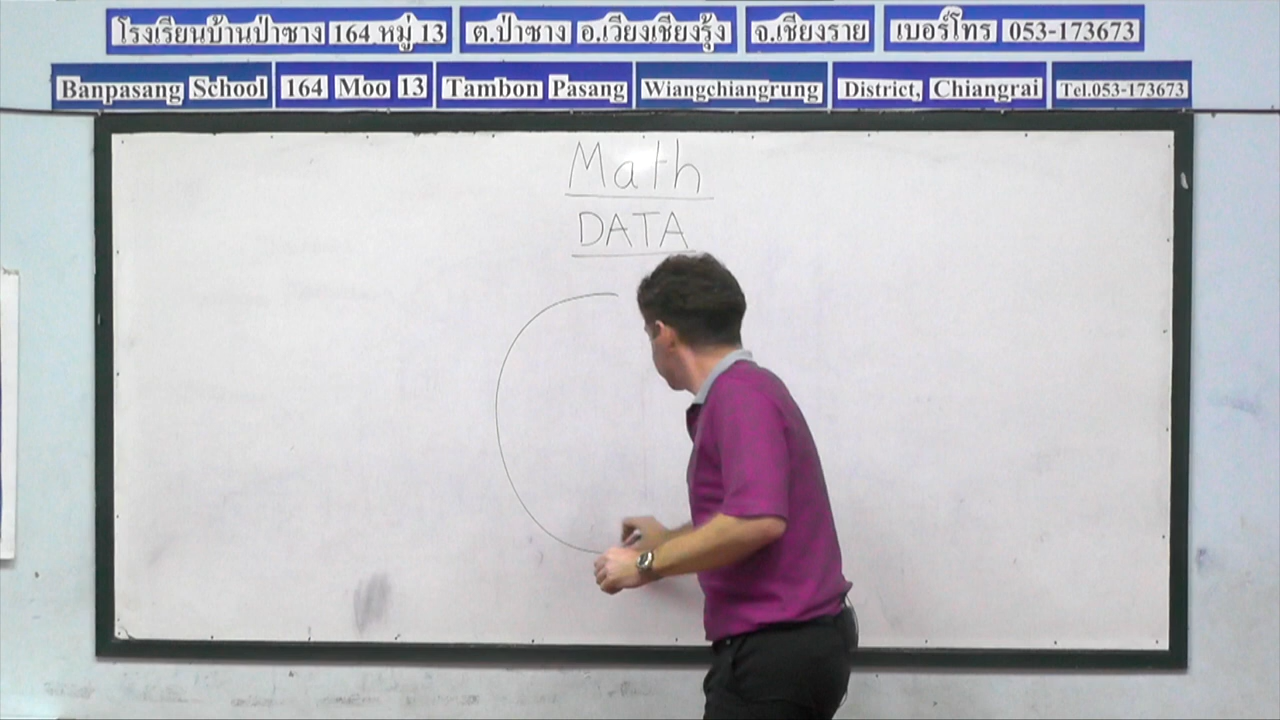 โรงเรียนบ้านป่าซาง 164 หมู่ 13 ต.ป่าซาง อ.เวียงเชียงรุ้ง จ.เชียงราย เบอร์โทร 053-173673
Banpasang School 164 Moo 13 Tambon Pasang Wiangchiangrung District, Chiangrai Tel.053-173673
Math
DATA